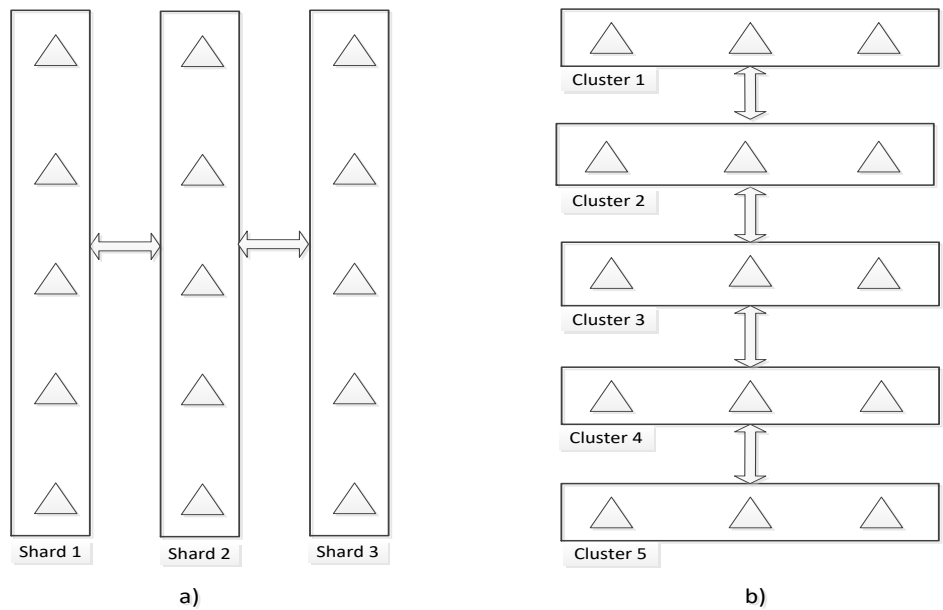 Shard 1
Shard 2
Shard 3
a)
Cluster 1
Cluster 2
Cluster 3
Cluster 4
Cluster 5
b)